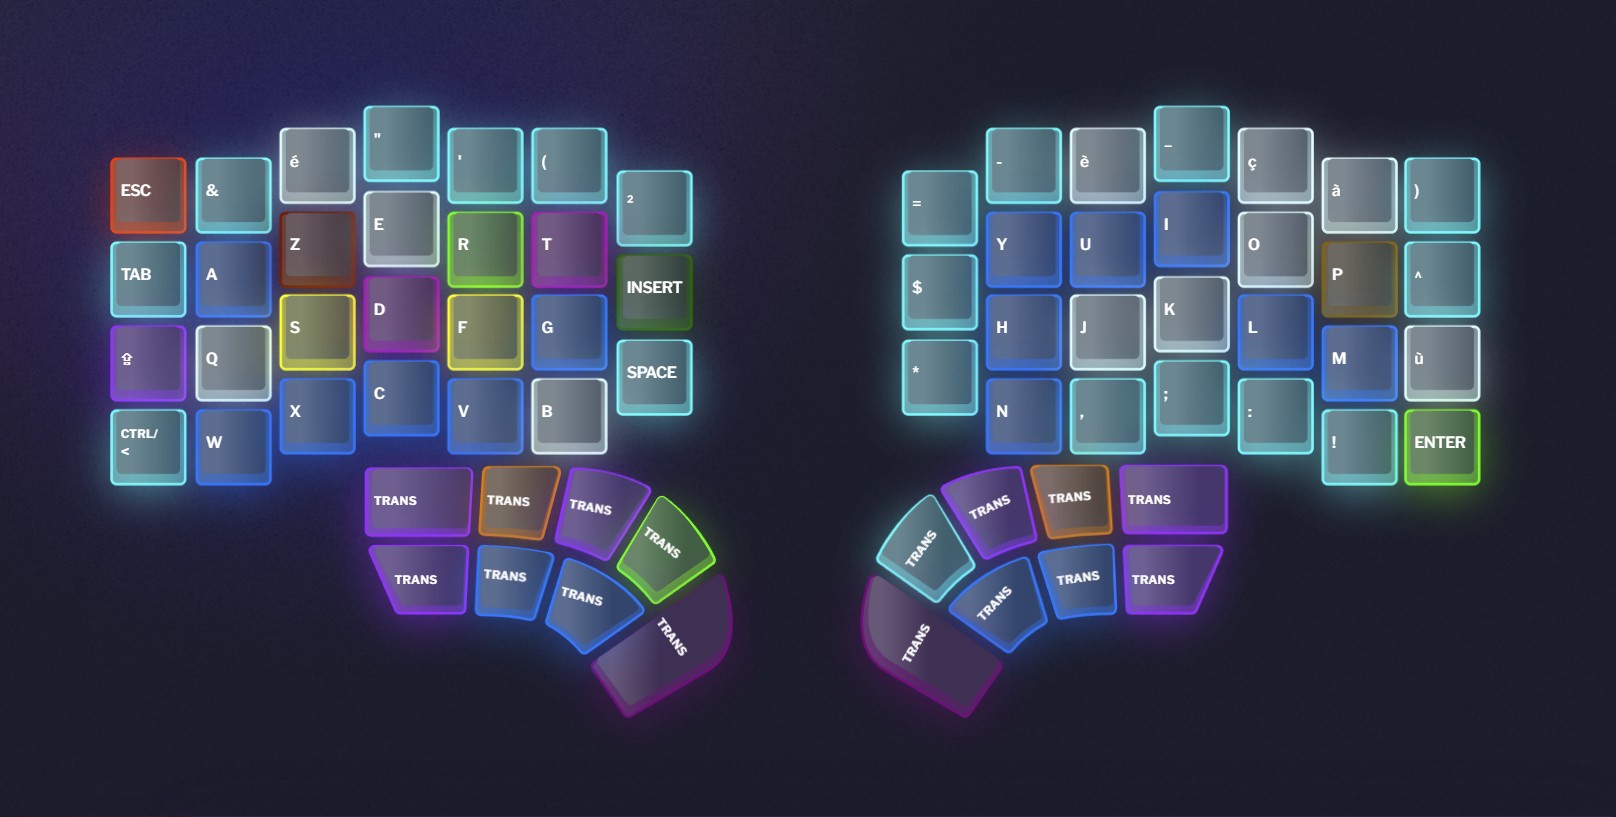 ESC & é " ' ( ²
= - è _ ç à )
TAB A Z E R T INSERT
$ Y U I O P ^
⇪ Q S D F G SPACE
* H J K L M ù
CTRL/
<
W X C V B
N , ; : ! ENTER
TRANS TRANS TRANS TRANS
TRANS TRANS TRANS TRANS
TRANS TRANS TRANS TRANS
TRANS TRANS TRANS TRANS